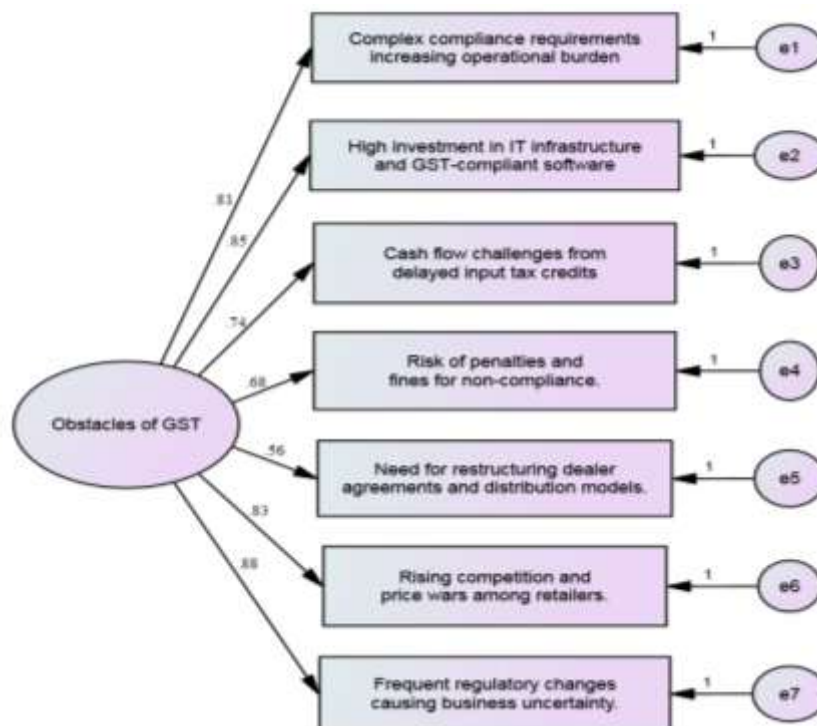 Complex compliance requirements
increasing operational burden
1
e1
High investment in IT infrastructure
and GST-compliant software
1
e2
.81
.85
Cash flow challenges from
delayed input tax credits
1
e3
.74
Risk of penalties and
fines for non-compliance.
1
e4
.68
Obstacles of GST
.56
Need for restructuring dealer
agreements and distribution models.
1
e5
.83
Rising competition and
price wars among retailers.
1
e6
.88
Frequent regulatory changes
causing business uncertainty.
1
e7